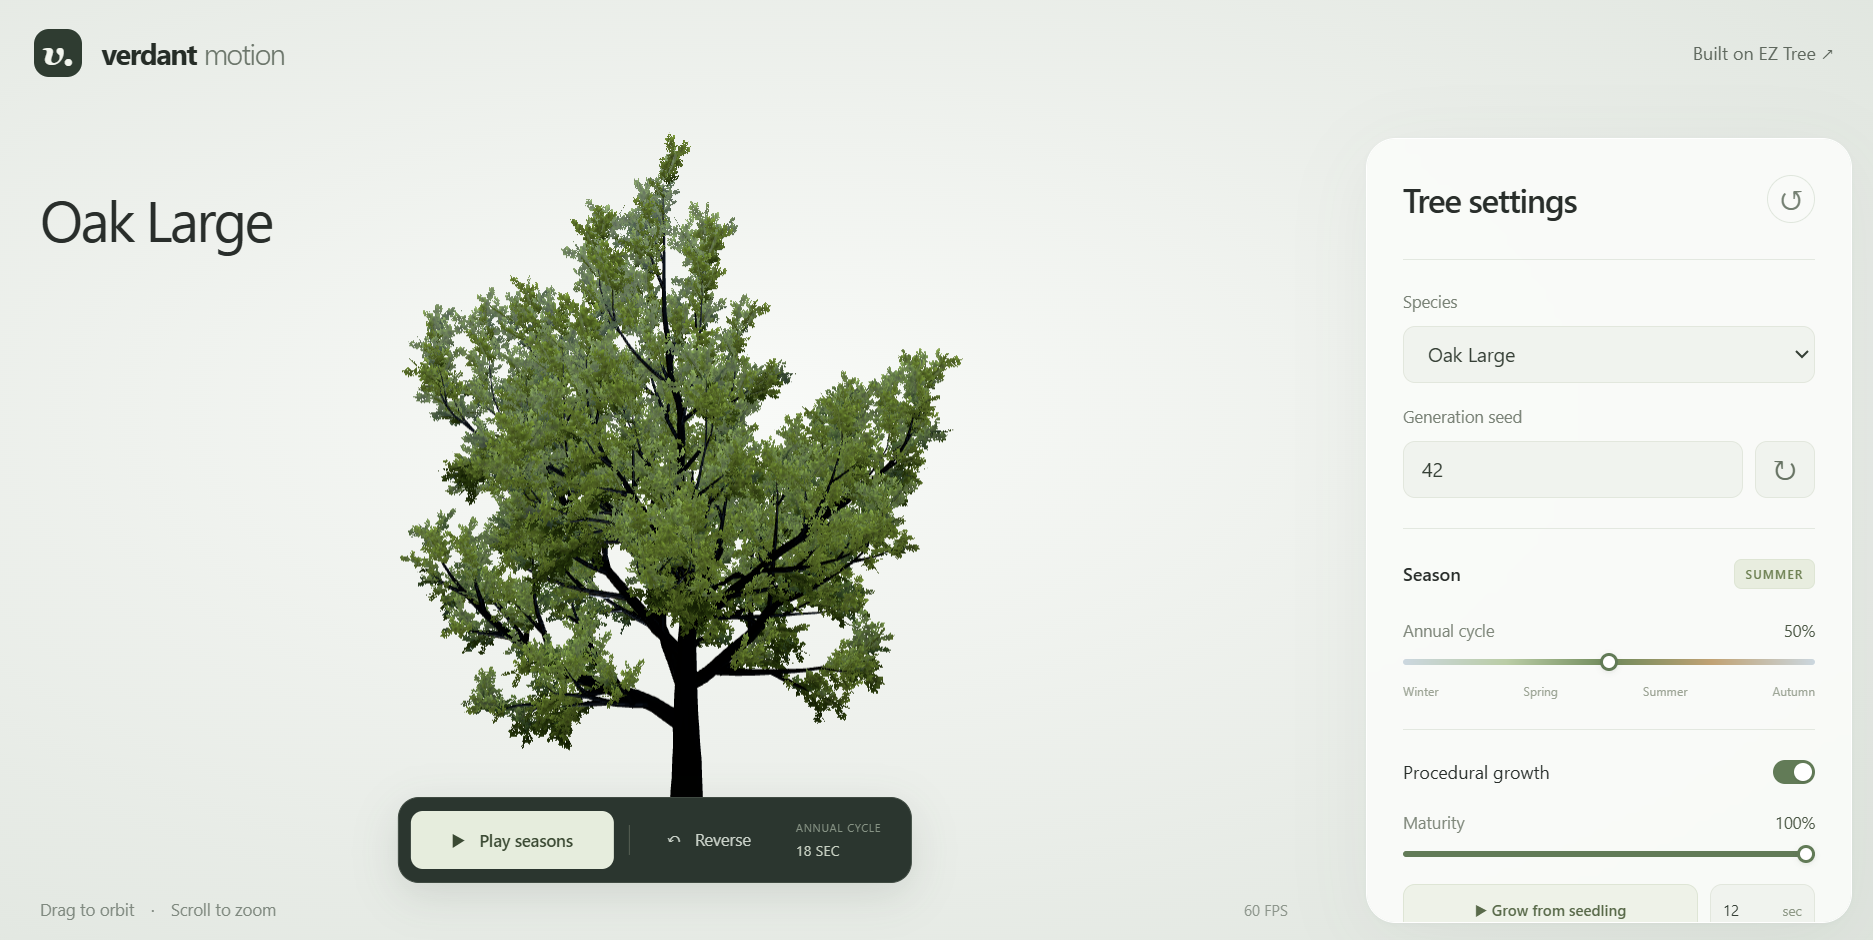 v.
verdant motion
Built on EZ Tree ↗
Oak Large
Tree settings
Species
Oak Large
Generation seed
42
Season
SUMMER
Annual cycle
50%
Winter
Spring
Summer
Autumn
Procedural growth
Maturity
100%
▶ Grow from seedling
12
sec
▶ Play seasons
↶ Reverse
ANNUAL CYCLE
18 SEC
Drag to orbit · Scroll to zoom
60 FPS